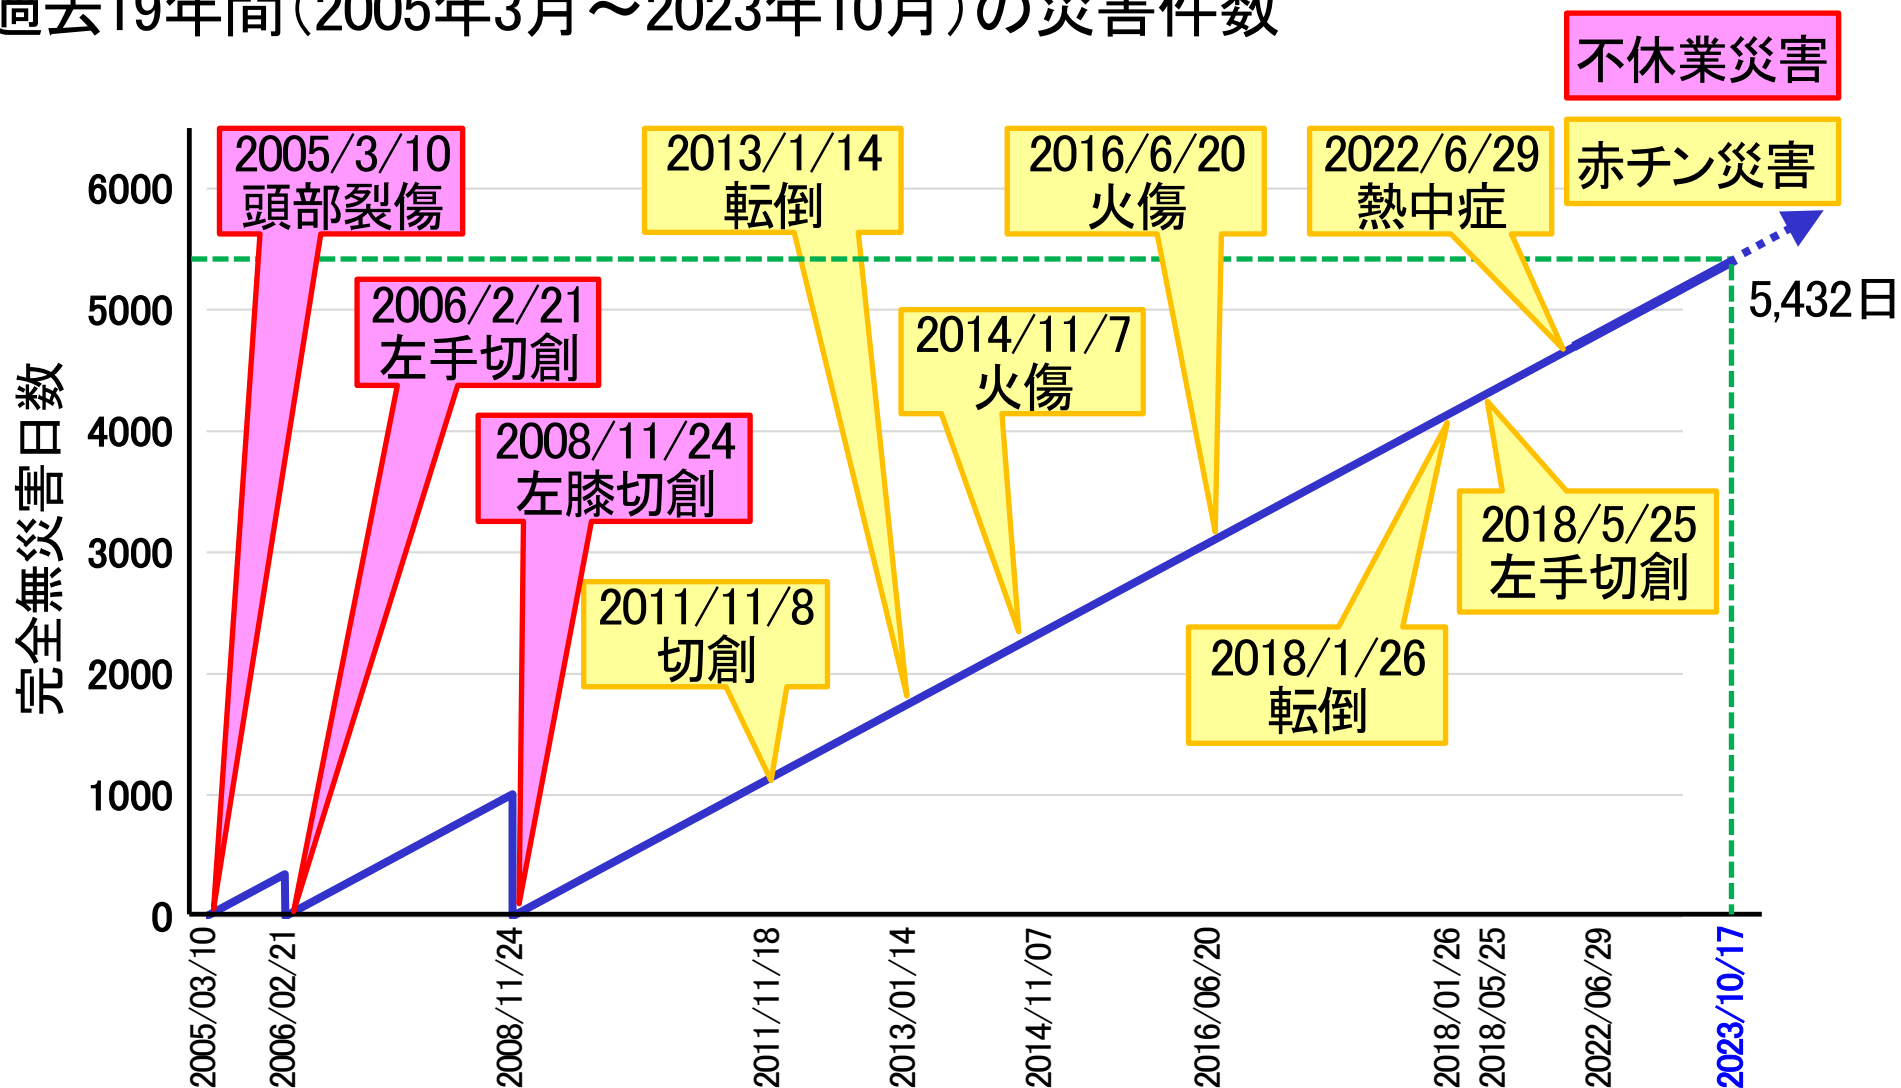 過去19年間（2005年3月～2023年10月）の災害件数
不休業災害
赤チン災害
2005/3/10
頭部裂傷
2013/1/14
転倒
2016/6/20
火傷
2022/6/29
熱中症
2006/2/21
左手切創
2014/11/7
火傷
5,432日
2008/11/24
左膝切創
2018/5/25
左手切創
2011/11/8
切創
2018/1/26
転倒
完全無災害日数
6000
5000
4000
3000
2000
1000
0
2005/03/10
2006/02/21
2008/11/24
2011/11/18
2013/01/14
2014/11/07
2016/06/20
2018/01/26
2018/05/25
2022/06/29
2023/10/17